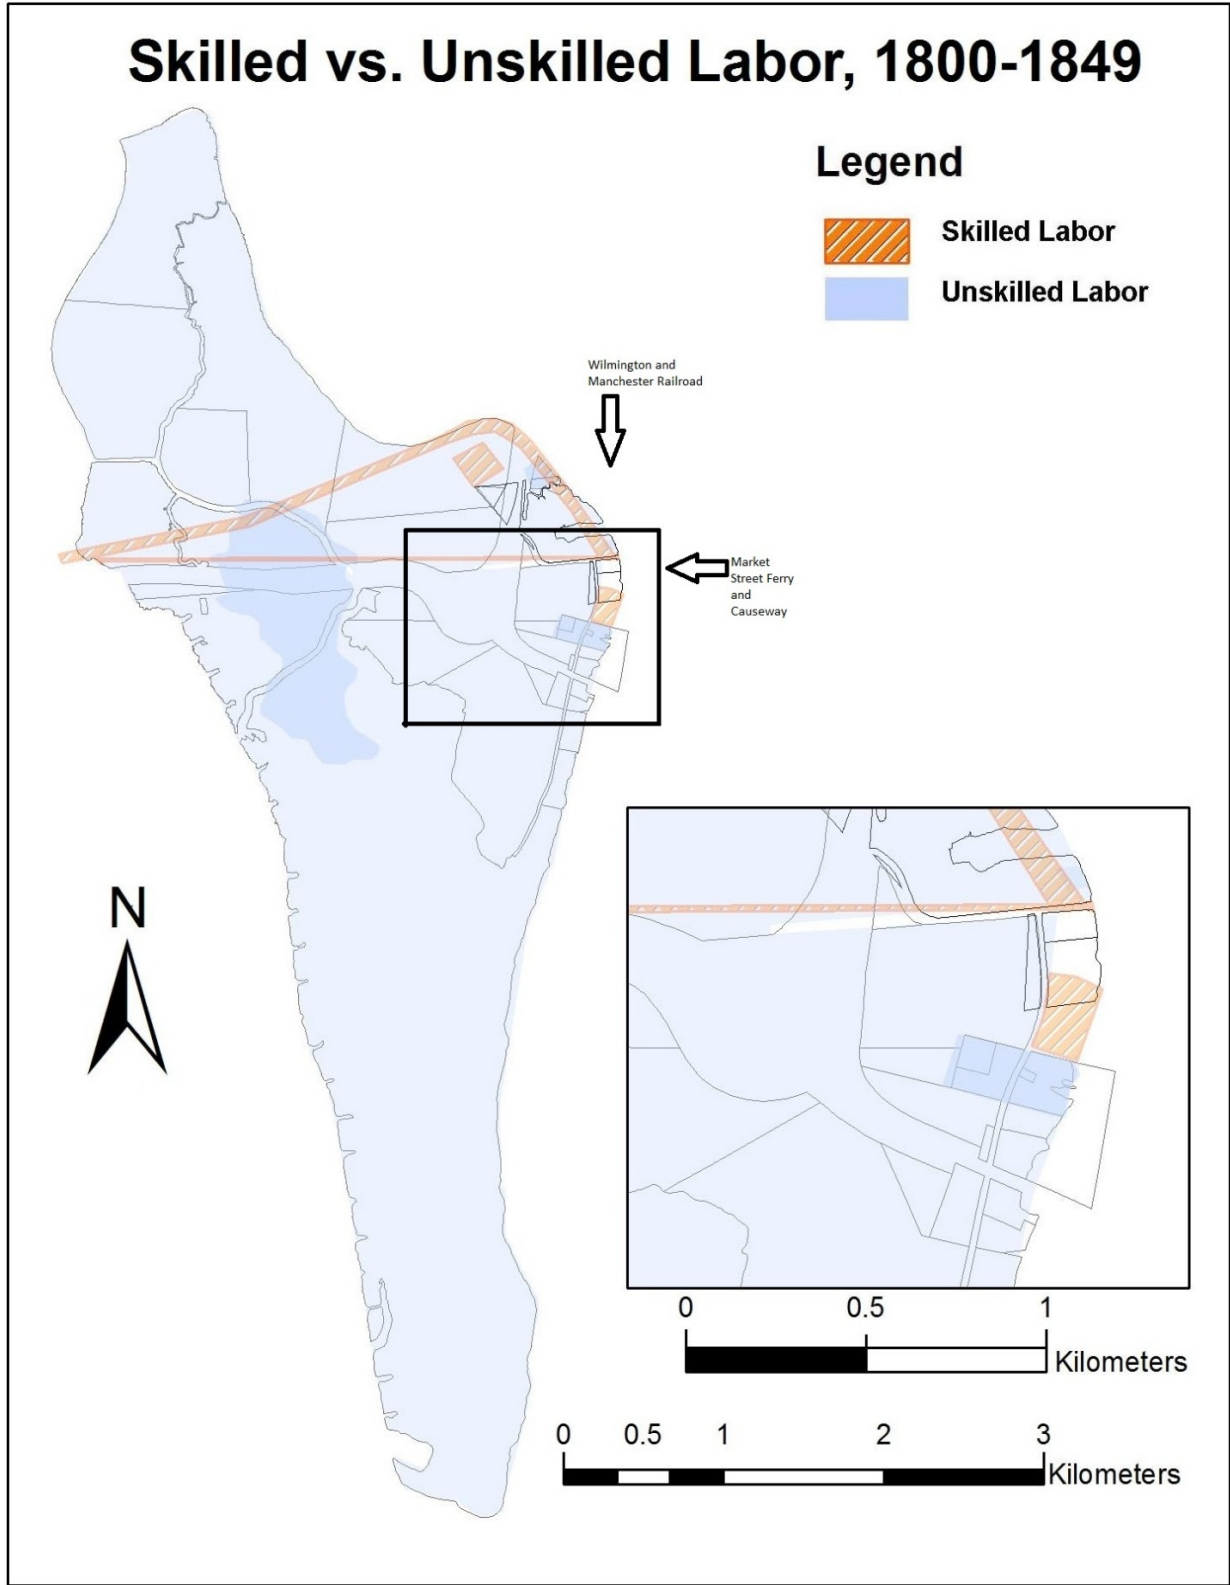 Skilled vs. Unskilled Labor, 1800-1849
Legend
Skilled Labor
Unskilled Labor
Wilmington and
Manchester Railroad
Market
Street Ferry
and
Causeway
N
0 0.5 1
Kilometers
0 0.5 1 2 3
Kilometers